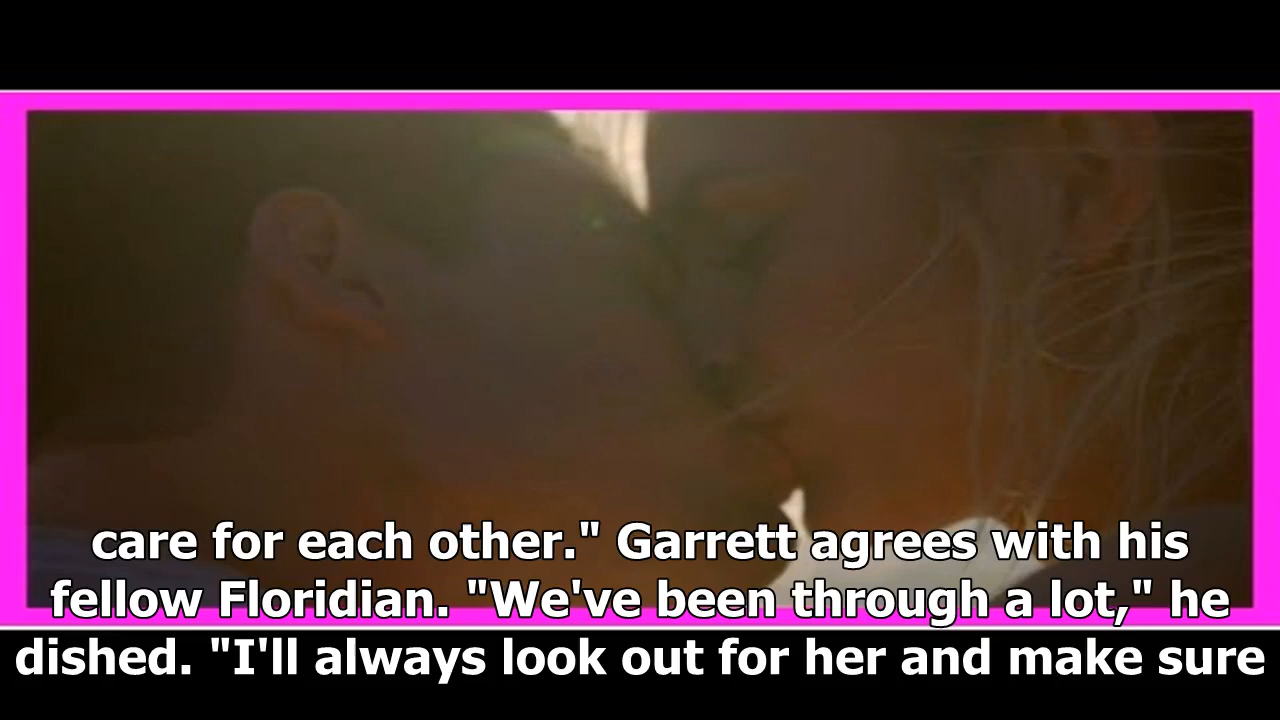 care for each other." Garrett agrees with his
fellow Floridian. "We've been through a lot," he
dished. "I'll always look out for her and make sure